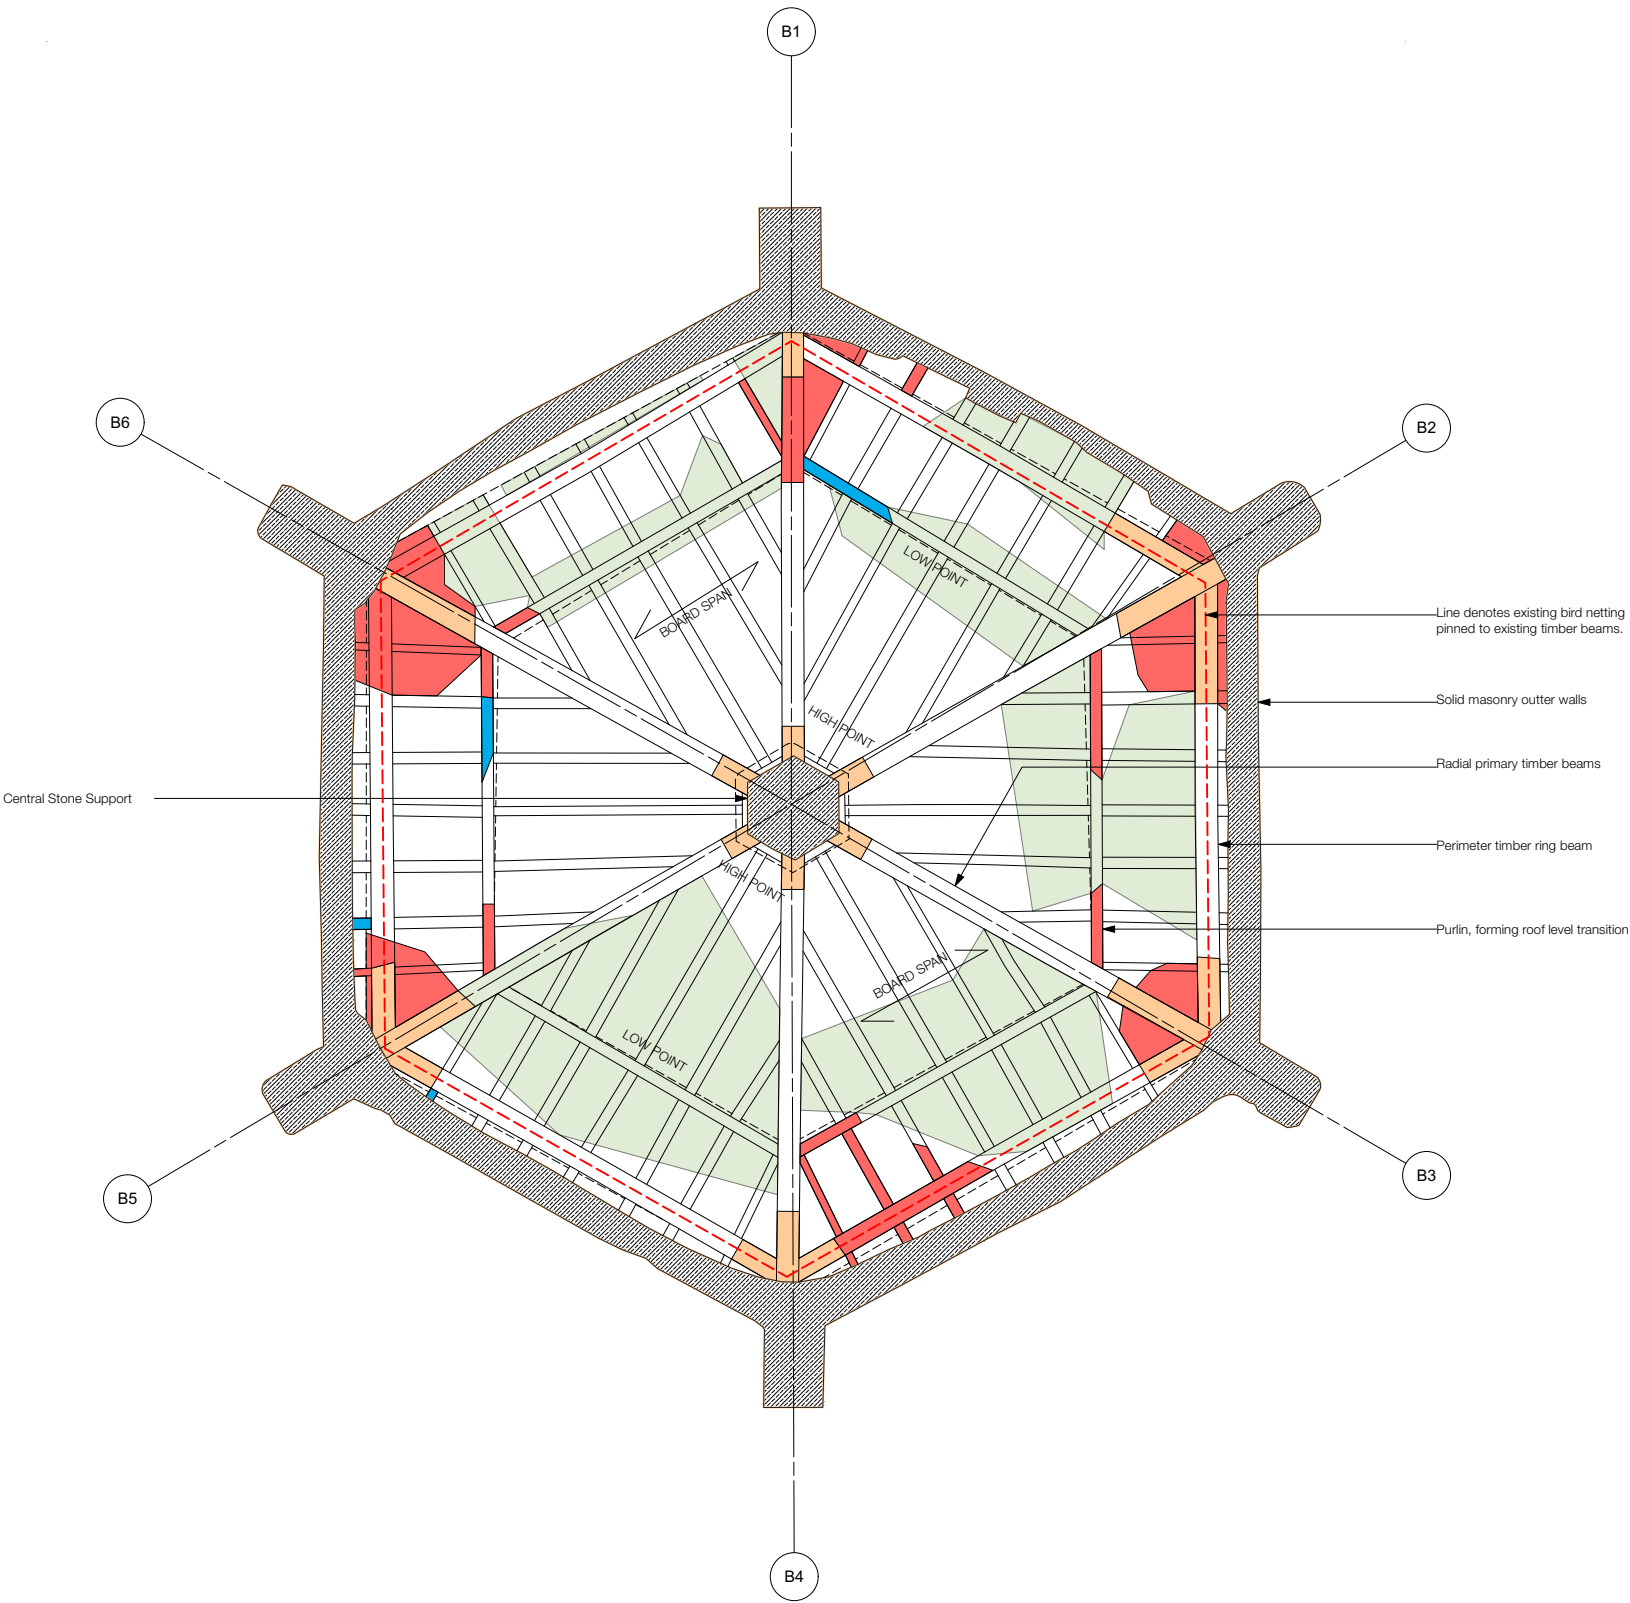 B1
B6
B2
LOW POINT
BOARD SPAN
Line denotes existing bird netting
pinned to existing timber beams.
HIGH POINT
Solid masonry outter walls
Radial primary timber beams
Central Stone Support
Perimeter timber ring beam
HIGH POINT
Purlin, forming roof level transition
BOARD SPAN
LOW POINT
B5
B3
B4